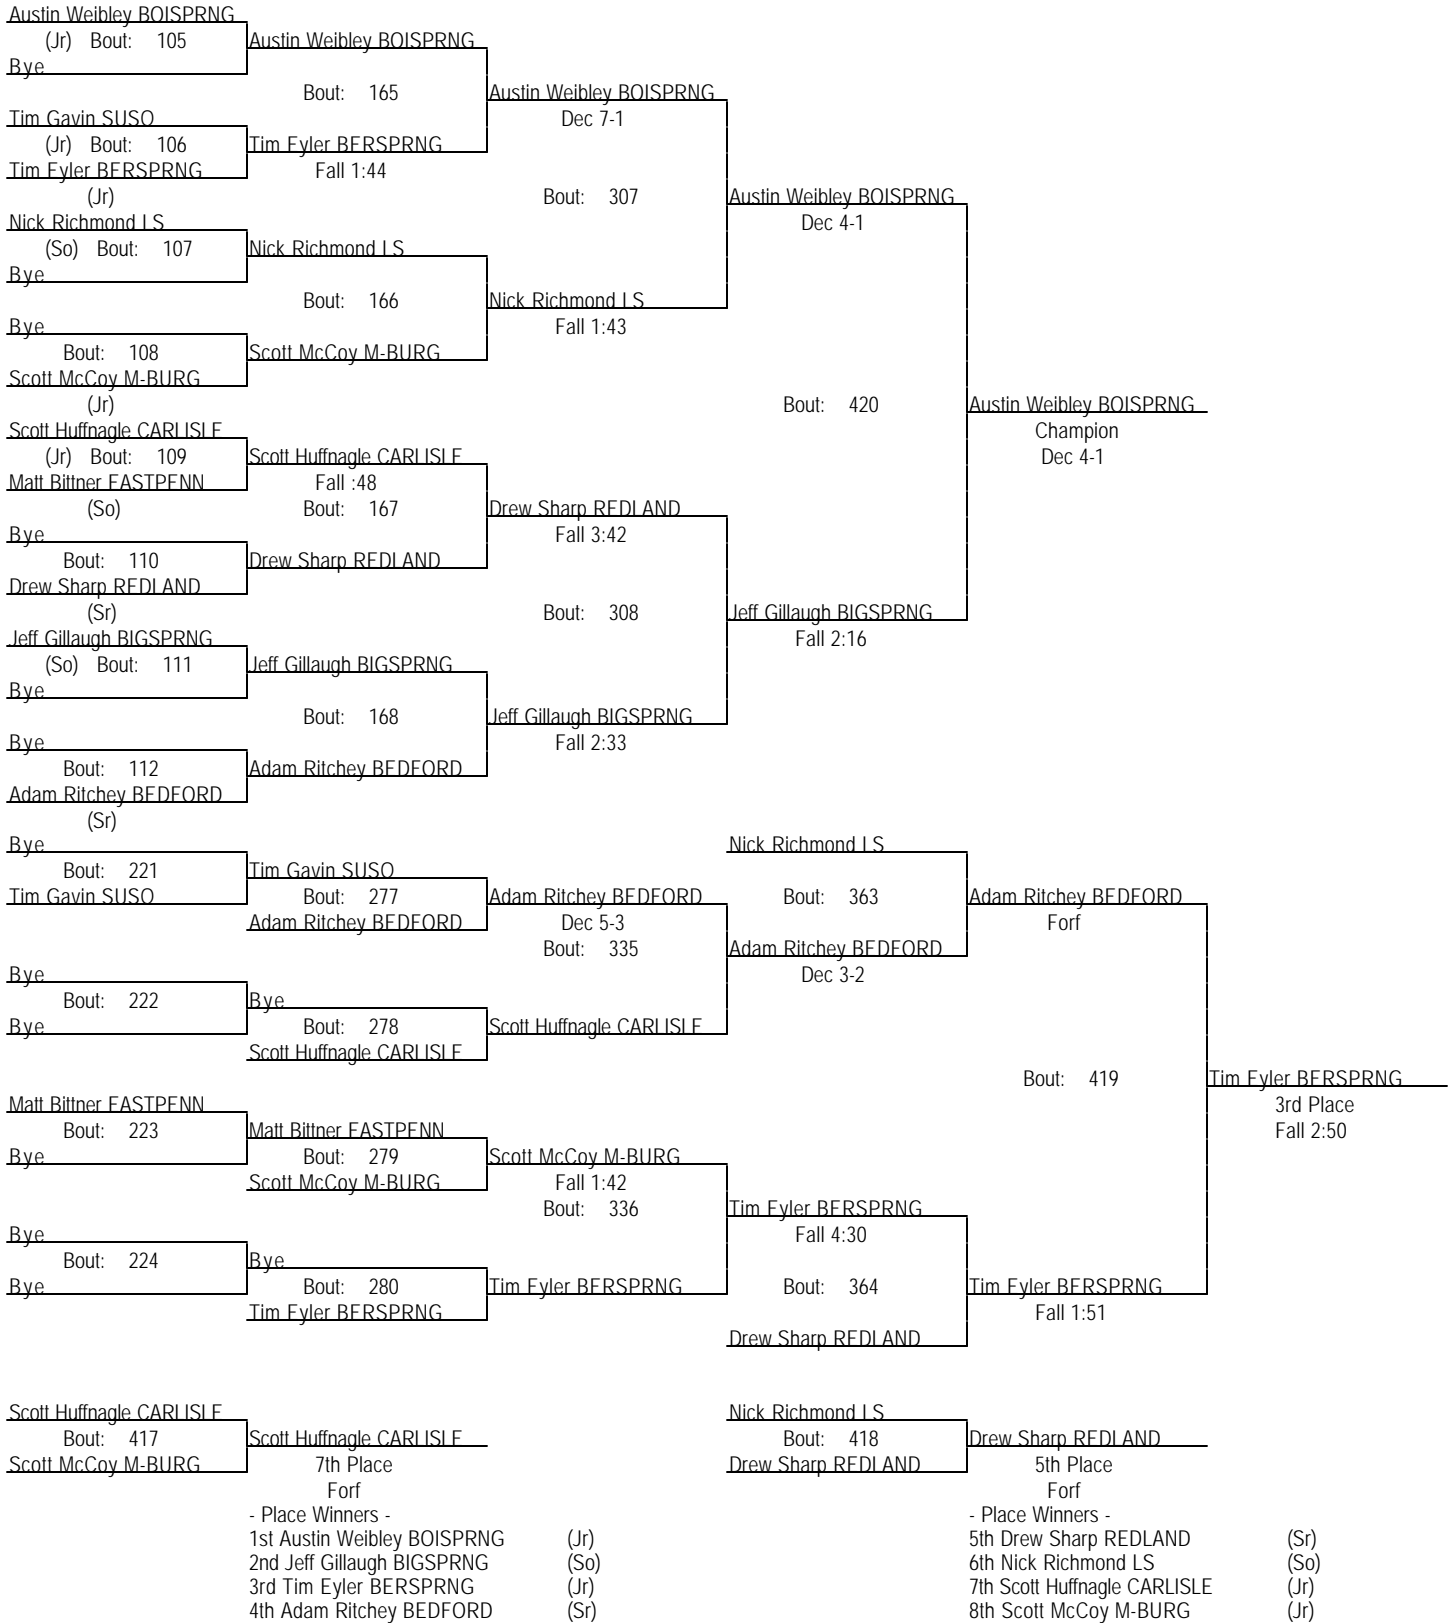 Austin Weibley BOISPRNG
(Jr) Bout: 105
Austin Weibley BOISPRNG
Bye
Bout: 165
Austin Weibley BOISPRNG
Tim Gavin SUSQ
Dec 7-1
(Jr) Bout: 106
Tim Eyler BERSPRNG
Tim Eyler BERSPRNG
Fall 1:44
(Jr)
Bout: 307
Austin Weibley BOISPRNG
Nick Richmond LS
Dec 4-1
(So) Bout: 107
Nick Richmond LS
Bye
Bout: 166
Nick Richmond LS
Bye
Fall 1:43
Bout: 108
Scott McCoy M-BURG
Scott McCoy M-BURG
(Jr)
Bout: 420
Austin Weibley BOISPRNG
Scott Huffnagle CARLISLE
Champion
(Jr) Bout: 109
Scott Huffnagle CARLISLE
Dec 4-1
Matt Bittner EASTPENN
Fall :48
(So)
Bout: 167
Drew Sharp REDLAND
Bye
Fall 3:42
Bout: 110
Drew Sharp REDLAND
Drew Sharp REDLAND
(Sr)
Bout: 308
Jeff Gillaugh BIGSPRNG
Jeff Gillaugh BIGSPRNG
Fall 2:16
(So) Bout: 111
Jeff Gillaugh BIGSPRNG
Bye
Bout: 168
Jeff Gillaugh BIGSPRNG
Bye
Fall 2:33
Bout: 112
Adam Ritchey BEDFORD
Adam Ritchey BEDFORD
(Sr)
Bye
Nick Richmond LS
Bout: 221
Tim Gavin SUSQ
Tim Gavin SUSQ
Bout: 277
Adam Ritchey BEDFORD
Bout: 363
Adam Ritchey BEDFORD
Adam Ritchey BEDFORD
Dec 5-3
Forf
Bout: 335
Adam Ritchey BEDFORD
Bye
Dec 3-2
Bout: 222
Bye
Bye
Bout: 278
Scott Huffnagle CARLISLE
Scott Huffnagle CARLISLE
Bout: 419
Tim Eyler BERSPRNG
Matt Bittner EASTPENN
3rd Place
Bout: 223
Matt Bittner EASTPENN
Fall 2:50
Bye
Bout: 279
Scott McCoy M-BURG
Scott McCoy M-BURG
Fall 1:42
Bout: 336
Tim Eyler BERSPRNG
Bye
Fall 4:30
Bout: 224
Bye
Bye
Bout: 280
Tim Eyler BERSPRNG
Bout: 364
Tim Eyler BERSPRNG
Tim Eyler BERSPRNG
Fall 1:51
Drew Sharp REDLAND
Scott Huffnagle CARLISLE
Nick Richmond LS
Bout: 417
Scott Huffnagle CARLISLE
Bout: 418
Drew Sharp REDLAND
Scott McCoy M-BURG
7th Place
Drew Sharp REDLAND
5th Place
Forf
Forf
- Place Winners -
1st Austin Weibley BOISPRNG (Jr)
2nd Jeff Gillaugh BIGSPRNG (So)
3rd Tim Eyler BERSPRNG (Jr)
4th Adam Ritchey BEDFORD (Sr)
- Place Winners -
5th Drew Sharp REDLAND (Sr)
6th Nick Richmond LS (So)
7th Scott Huffnagle CARLISLE (Jr)
8th Scott McCoy M-BURG (Jr)